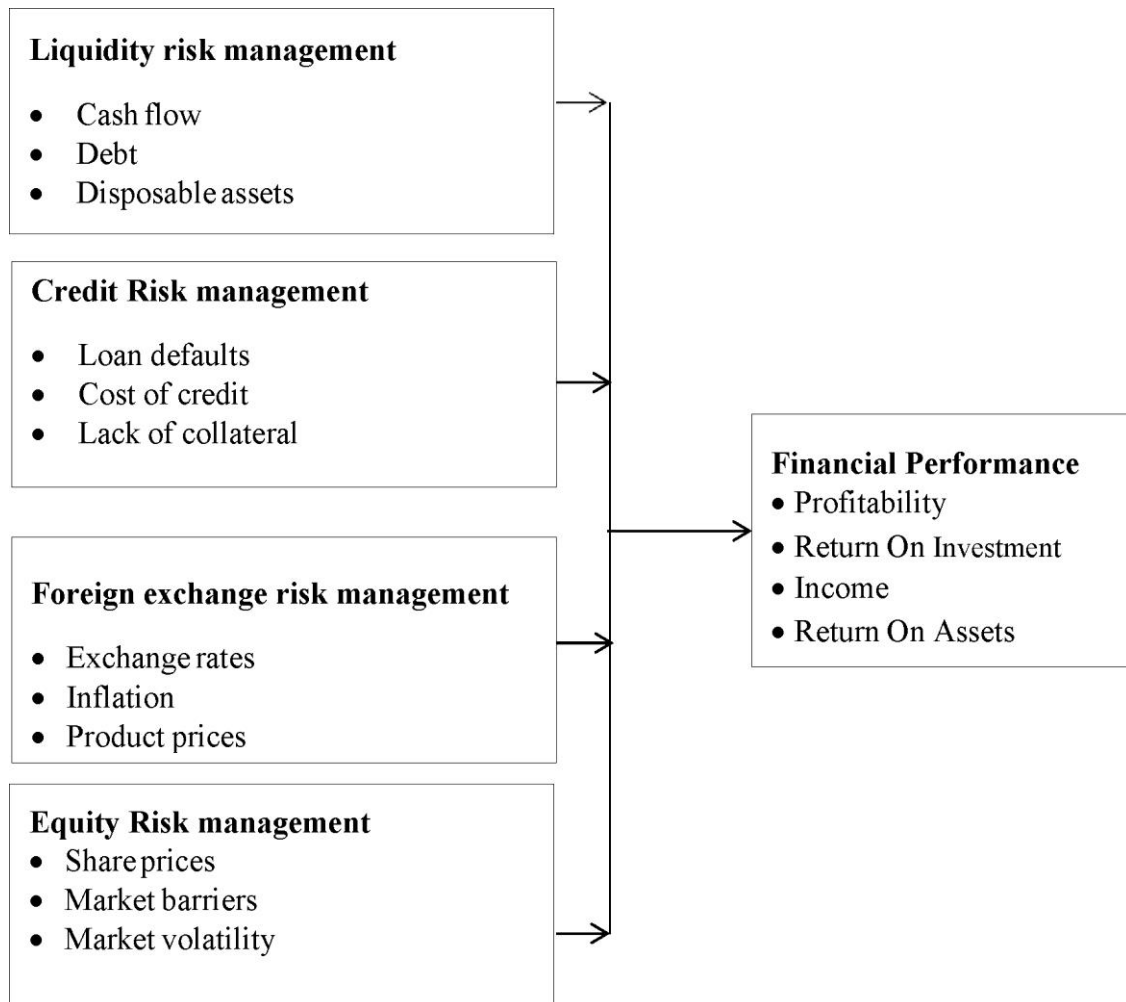 Liquidity risk management
• Cash flow
• Debt
• Disposable assets
Credit Risk management
• Loan defaults
• Cost of credit
• Lack of collateral
Foreign exchange risk management
• Exchange rates
• Inflation
• Product prices
Equity Risk management
• Share prices
• Market barriers
• Market volatility
Financial Performance
• Profitability
• Return On Investment
• Income
• Return On Assets